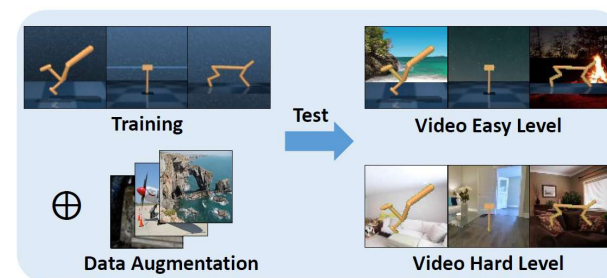 Training
Test
Video Easy Level
⊕
Data Augmentation
Video Hard Level